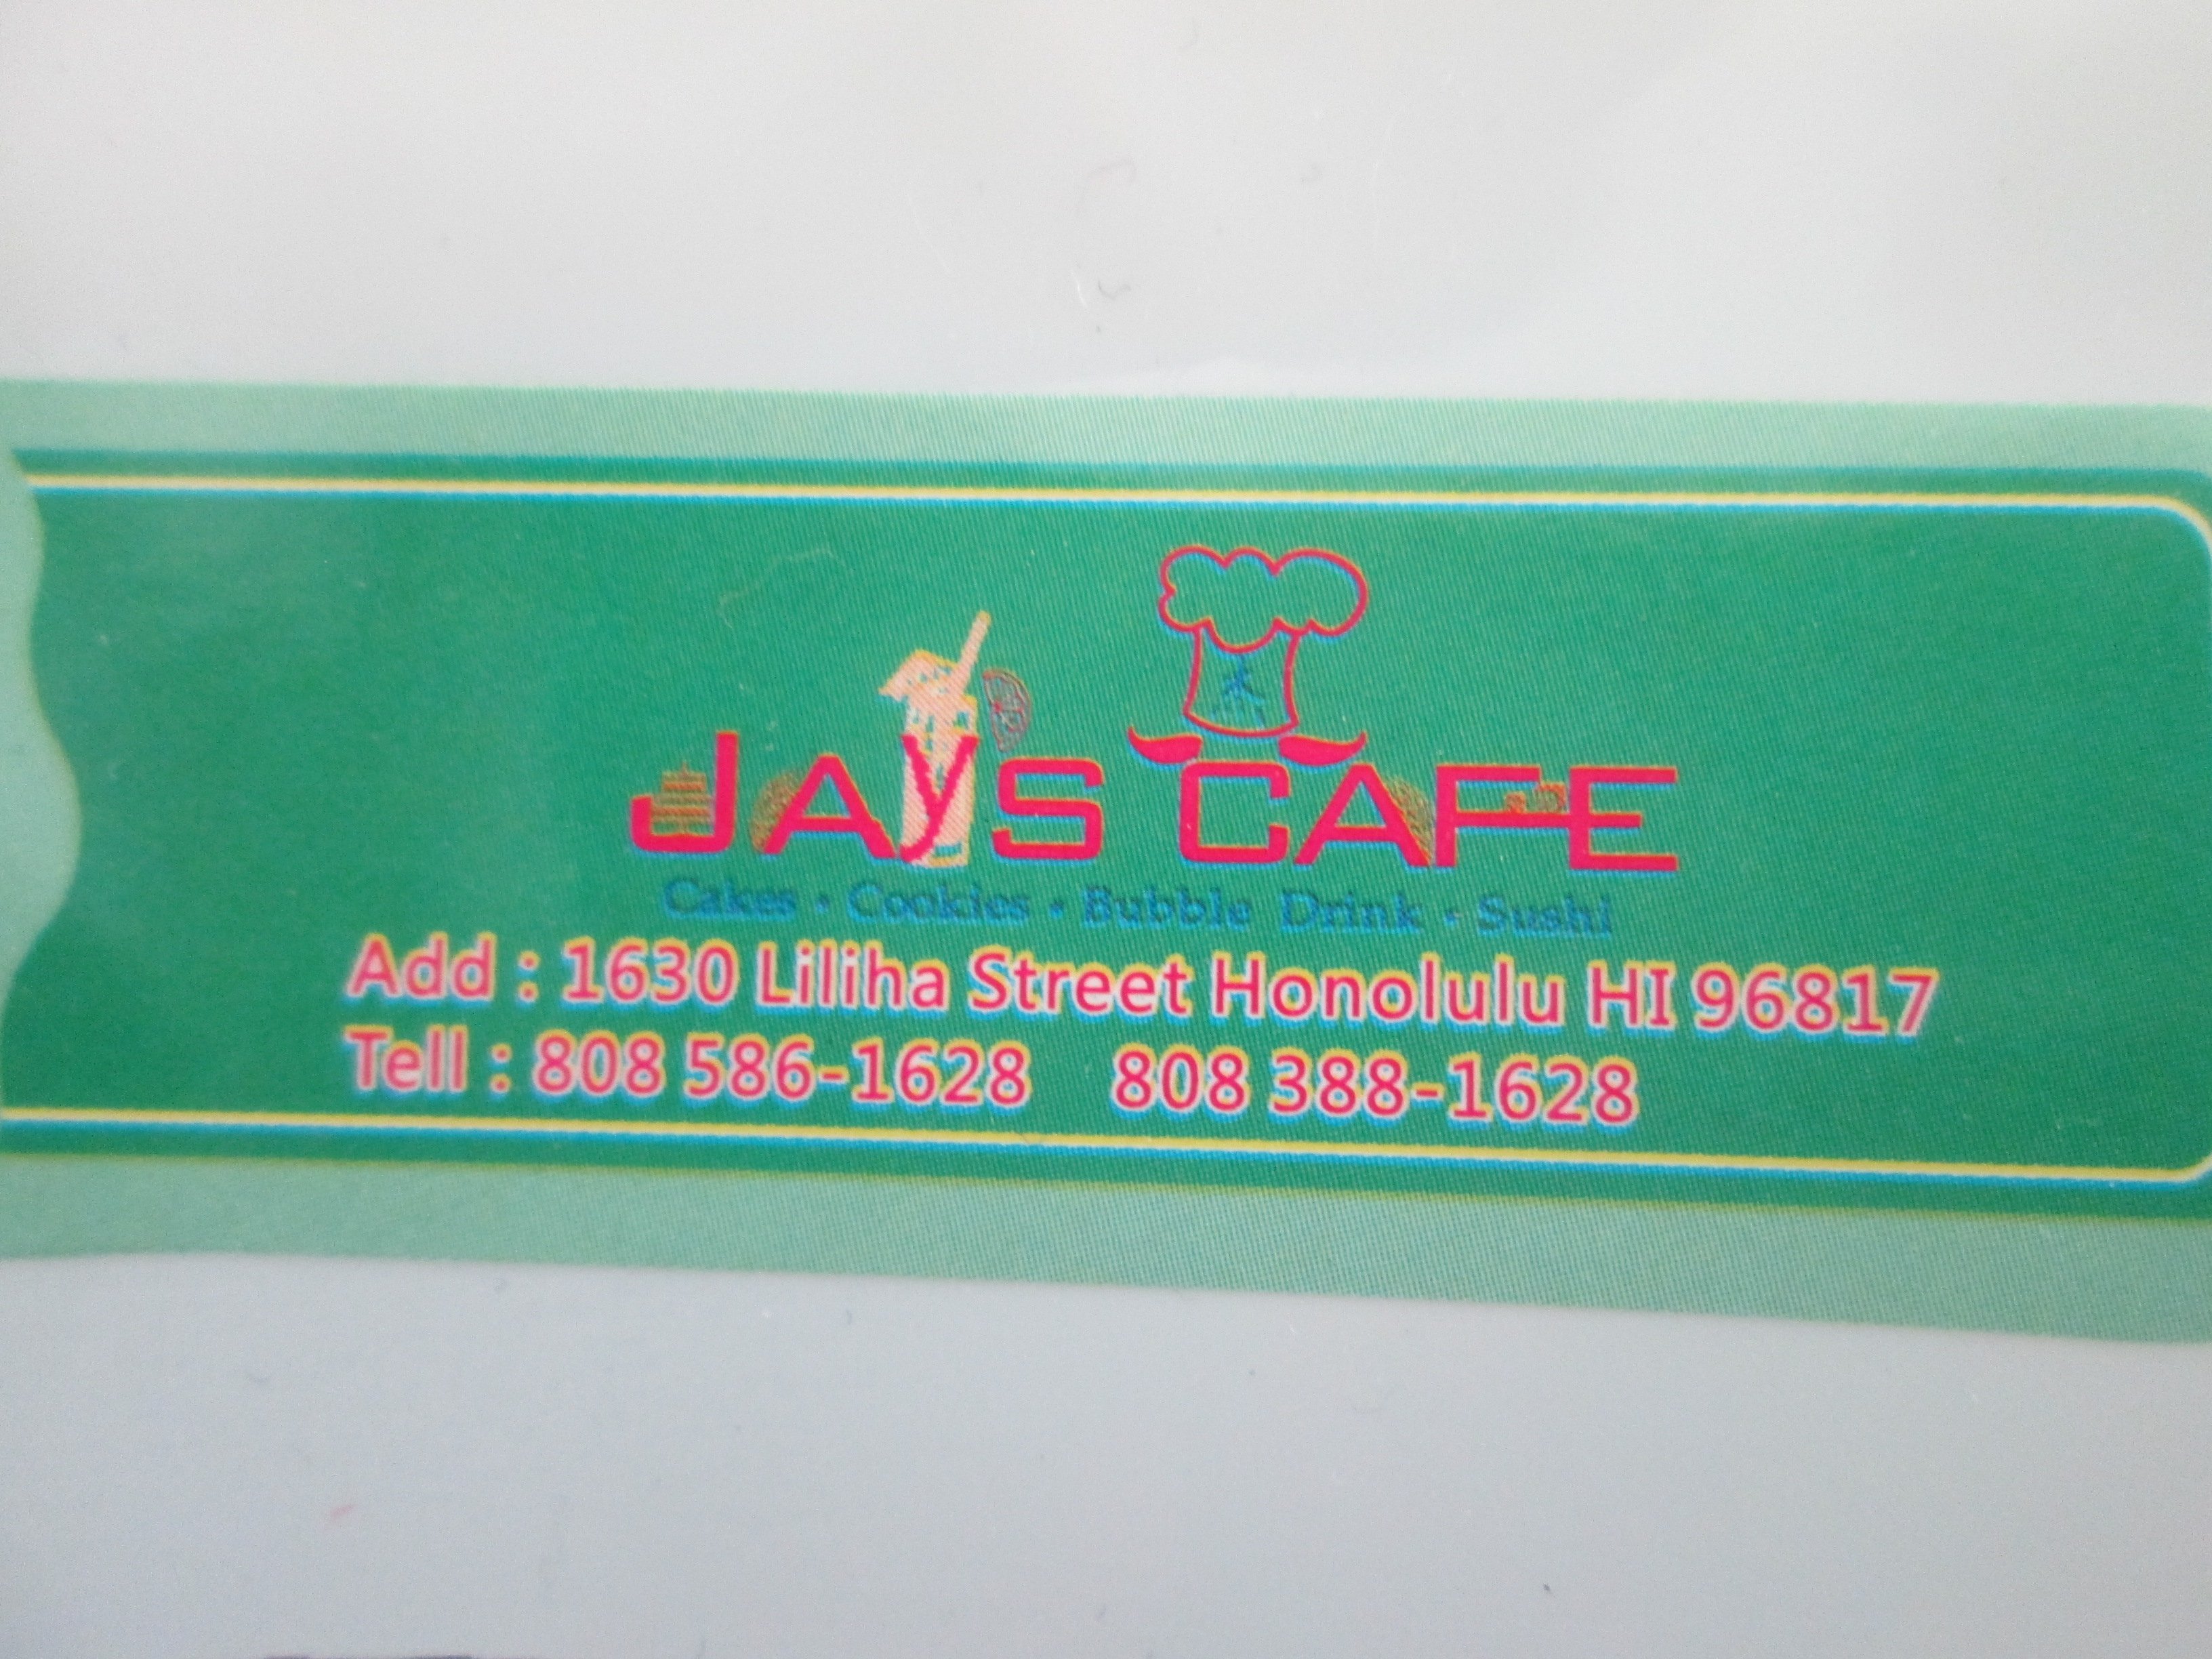 JAyS CAFE
Cakes • Cookies • Bubble Drink • Sushi
Add : 1630 Liliha Street Honolulu HI 96817
Tell : 808 586-1628 808 388-1628